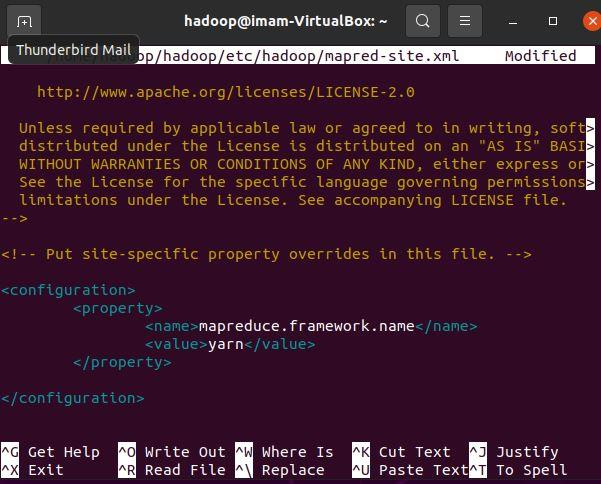 hadoop@imam-VirtualBox: ~
Thunderbird Mail
/home/hadoop/hadoop/etc/hadoop/mapred-site.xml Modified
http://www.apache.org/licenses/LICENSE-2.0
Unless required by applicable law or agreed to in writing, soft>
distributed under the License is distributed on an "AS IS" BASI>
WITHOUT WARRANTIES OR CONDITIONS OF ANY KIND, either express or>
See the License for the specific language governing permissions>
limitations under the License. See accompanying LICENSE file.
-->
<!-- Put site-specific property overrides in this file. -->
<configuration>
<property>
<name>mapreduce.framework.name</name>
<value>yarn</value>
</property>
</configuration>
^G Get Help ^O Write Out ^W Where Is ^K Cut Text ^J Justify
^X Exit ^R Read File ^\ Replace ^U Paste Text ^T To Spell